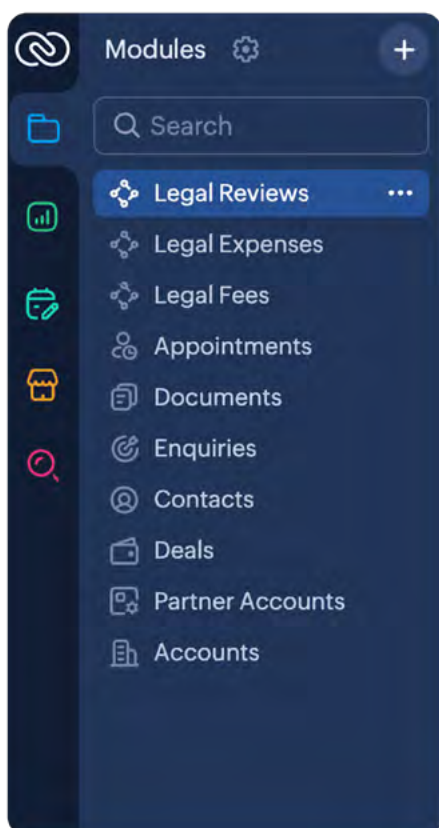 Modules
Search
Legal Reviews
Legal Expenses
Legal Fees
Appointments
Documents
Enquiries
Contacts
Deals
Partner Accounts
Accounts